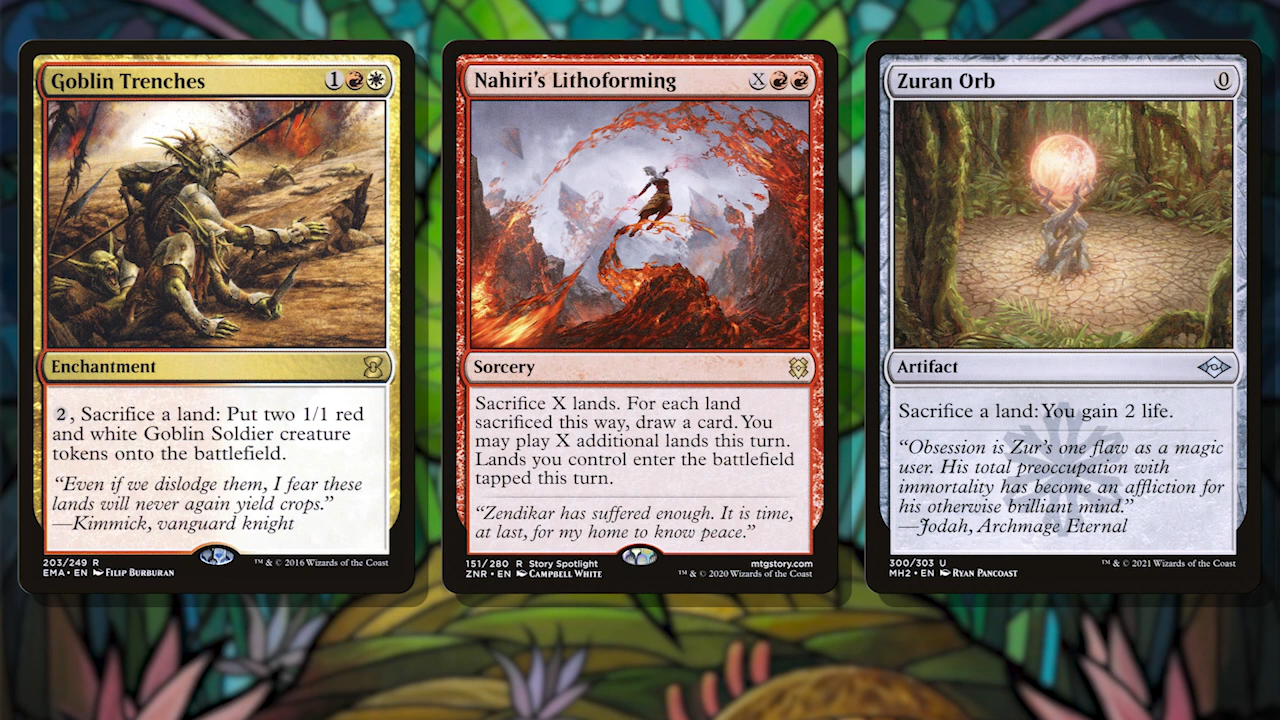 Goblin Trenches 1
Enchantment
2, Sacrifice a land: Put two 1/1 red
and white Goblin Soldier creature
tokens onto the battlefield.
“Even if we dislodge them, I fear these
lands will never again yield crops.”
—Kimmick, vanguard knight
203/249 R
EMA • EN Filip Burburan
™ & © 2016 Wizards of the Coast
Nahiri’s Lithoforming X
Sorcery
Sacrifice X lands. For each land
sacrificed this way, draw a card. You
may play X additional lands this turn.
Lands you control enter the battlefield
tapped this turn.
“Zendikar has suffered enough. It is time,
at last, for my home to know peace.”
151/280 R Story Spotlight
ZNR • EN Campbell White
mtgstory.com
™ & © 2020 Wizards of the Coast
Zuran Orb 0
Artifact
Sacrifice a land: You gain 2 life.
“Obsession is Zur’s one flaw as a magic
user. His total preoccupation with
immortality has become an affliction for
his otherwise brilliant mind.”
—Jodah, Archmage Eternal
300/303 U
MH2 • EN Ryan Pancoast
™ & © 2021 Wizards of the Coast